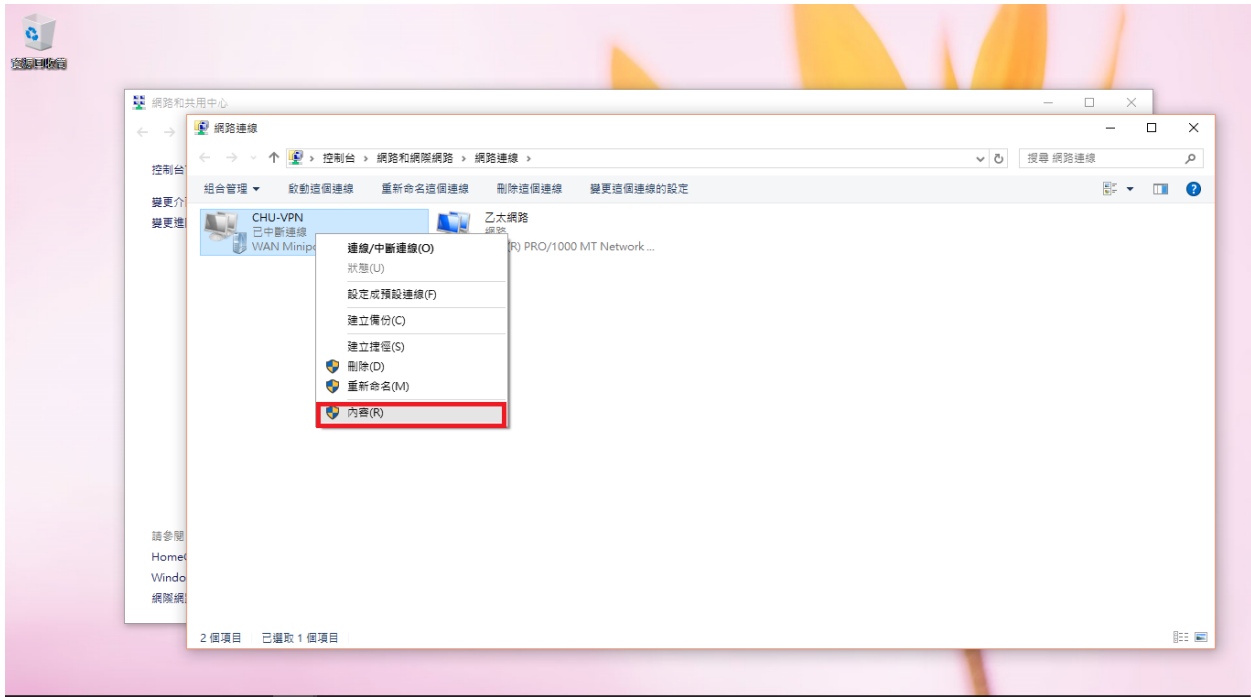 資源回收筒
網路和共用中心
網路連線
控制台 › 網路和網際網路 › 網路連線 ›
搜尋 網路連線
控制台
組合管理 啟動這個連線 重新命名這個連線 刪除這個連線 變更這個連線的設定
變更介
變更進
CHU-VPN
已中斷連線
WAN Minipo
乙太網路
網路
(R) PRO/1000 MT Network ...
連線/中斷連線(O)
狀態(U)
設定成預設連線(F)
建立備份(C)
建立捷徑(S)
刪除(D)
重新命名(M)
內容(R)
請參閱
HomeG
Windo
網際網
2 個項目 已選取 1 個項目